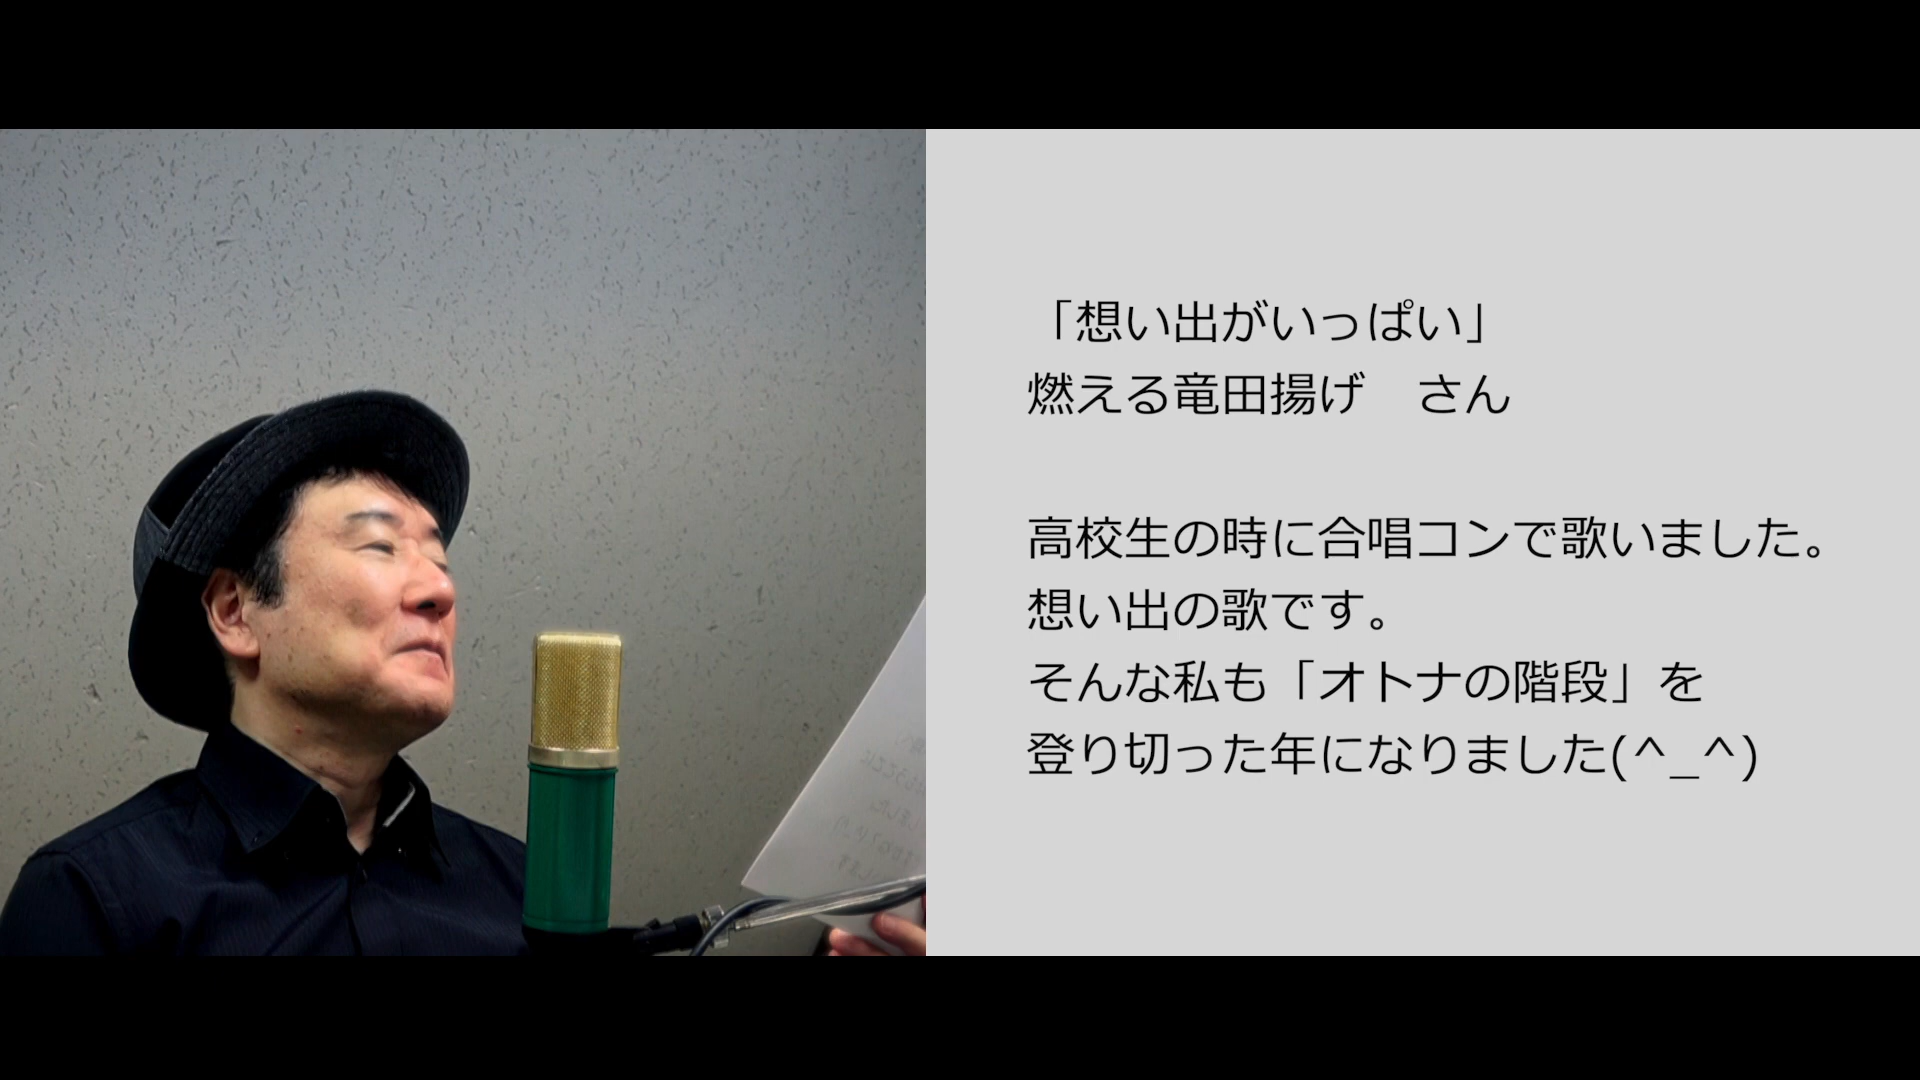 「想い出がいっぱい」
燃える竜田揚げ　さん
高校生の時に合唱コンで歌いました。
想い出の歌です。
そんな私も「オトナの階段」を
登り切った年になりました(^_^)